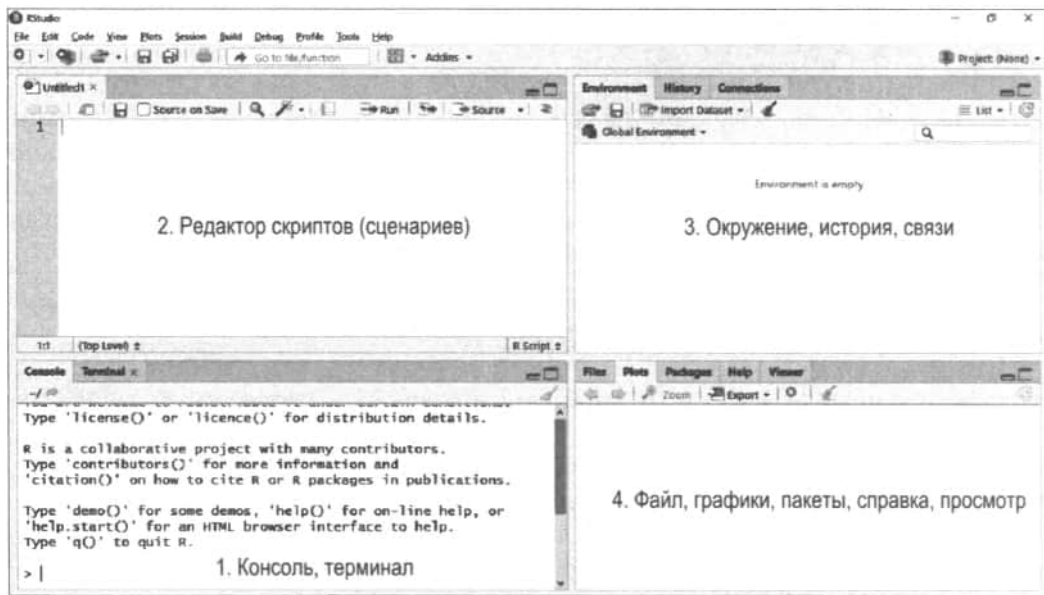 RStudio
File Edit Code View Plots Session Build Debug Profile Tools Help
Go to file/function Addins Project: (None)
Untitled1 ×
Source on Save Run Source
1
2. Редактор скриптов (сценариев)
1:1 (Top Level) R Script
Environment History Connections
Import Dataset List
Global Environment
Environment is empty
3. Окружение, история, связи
Console Terminal ×
~/
Type 'license()' or 'licence()' for distribution details.
R is a collaborative project with many contributors.
Type 'contributors()' for more information and
'citation()' on how to cite R or R packages in publications.
Type 'demo()' for some demos, 'help()' for on-line help, or
'help.start()' for an HTML browser interface to help.
Type 'q()' to quit R.
>
1. Консоль, терминал
Files Plots Packages Help Viewer
Zoom Export
4. Файл, графики, пакеты, справка, просмотр